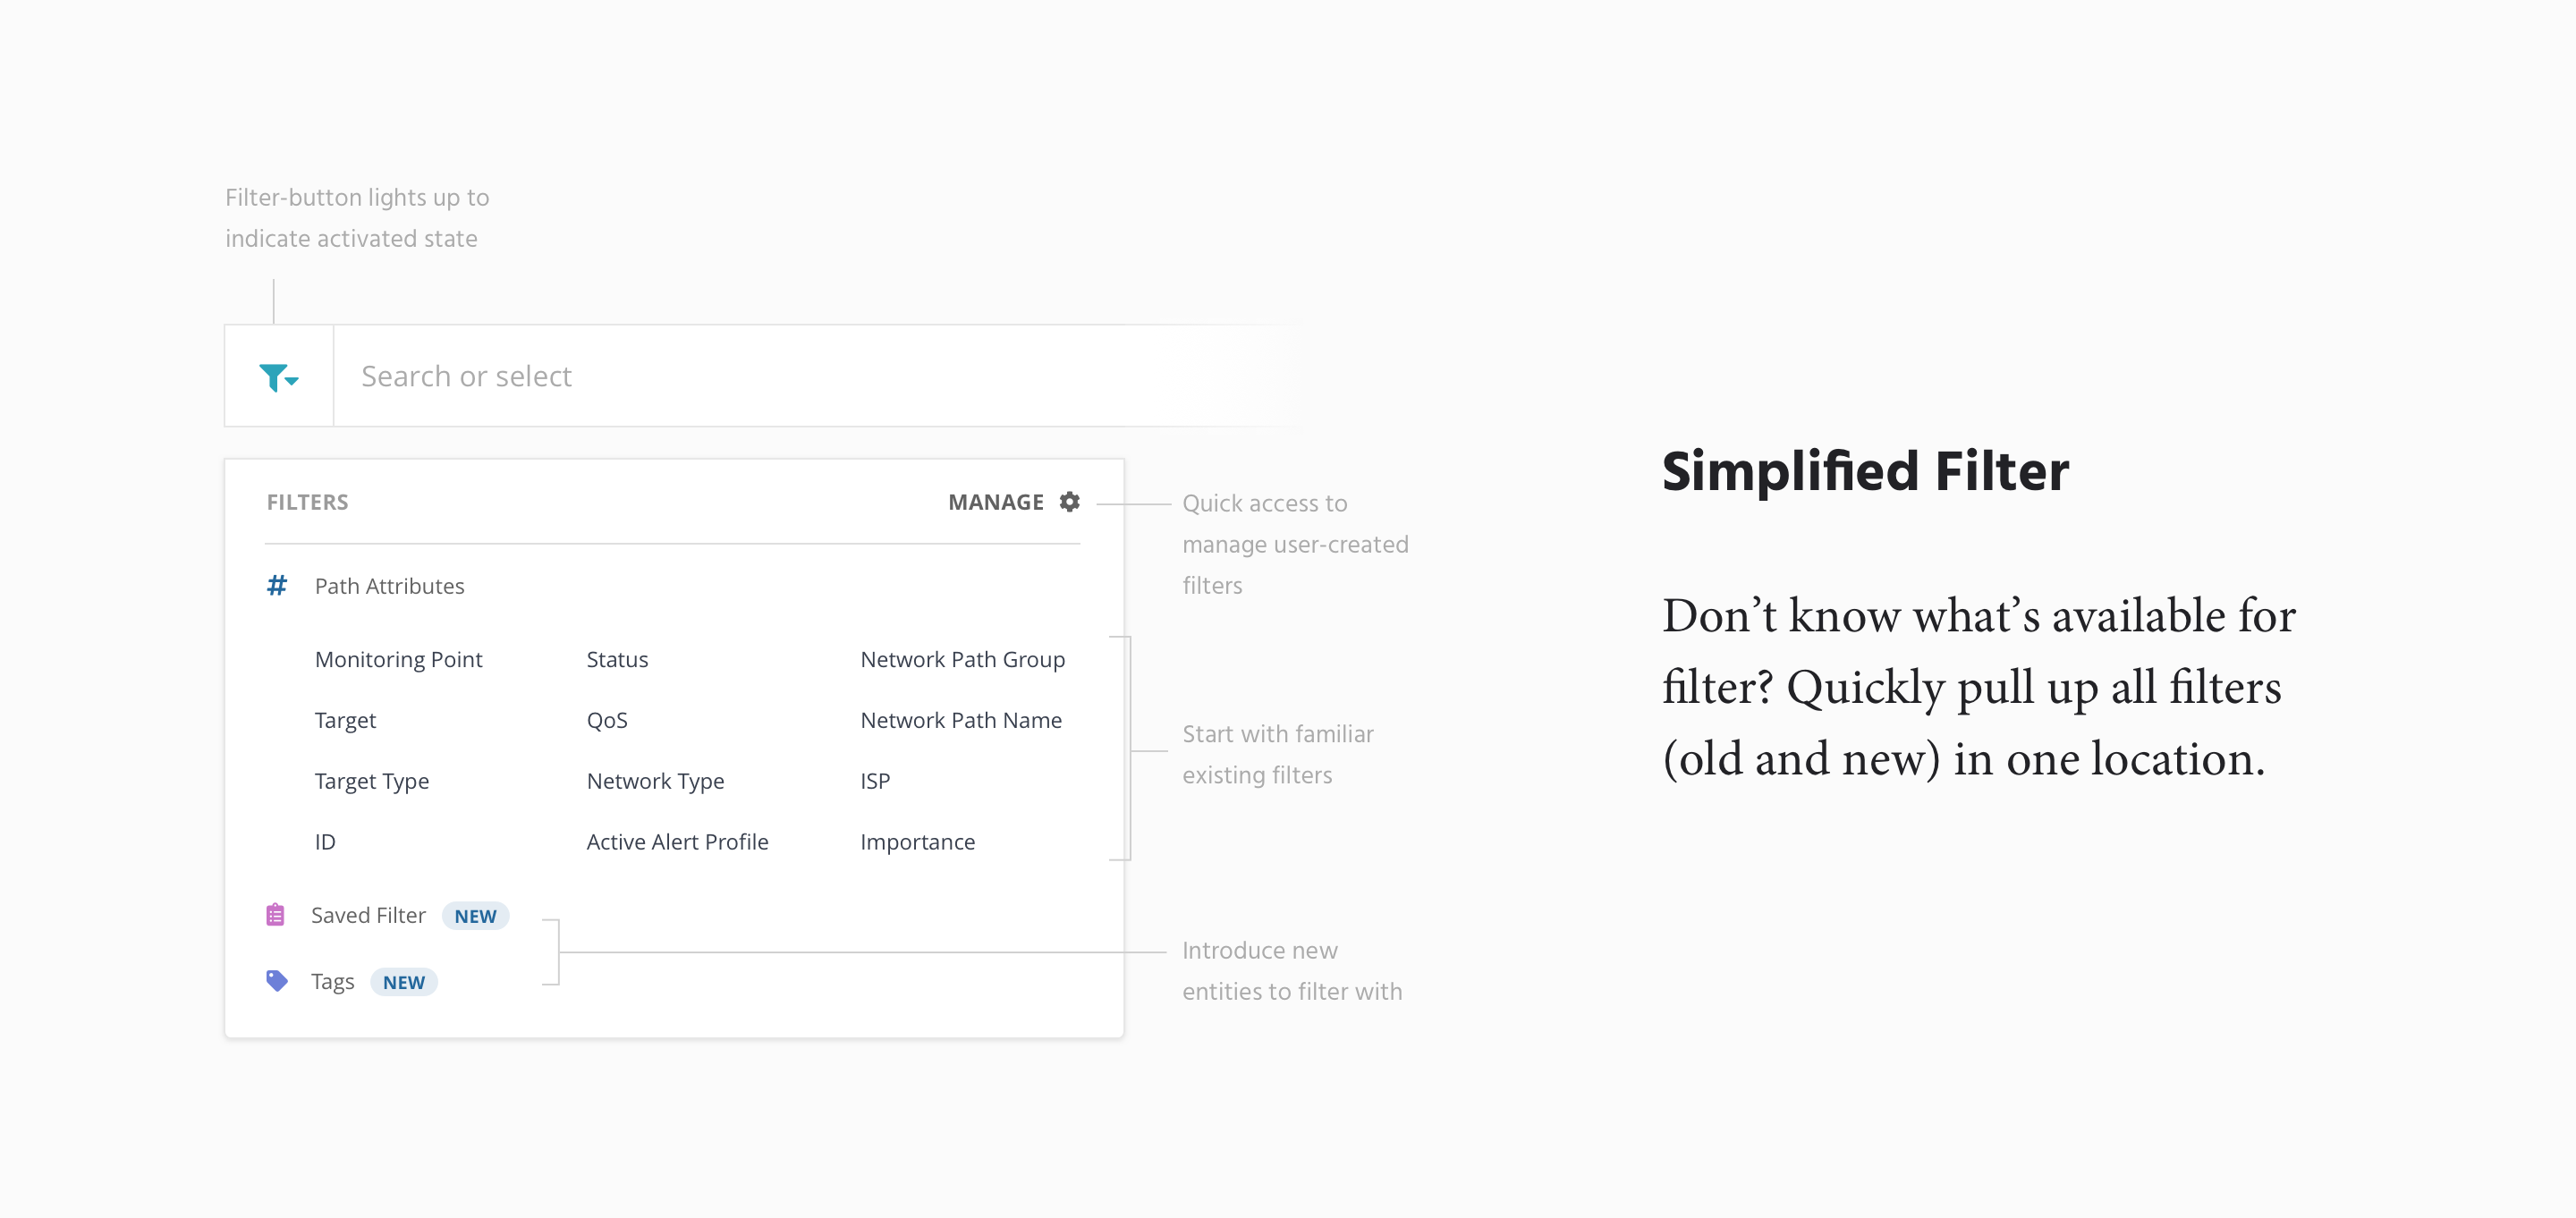 Filter-button lights up to
indicate activated state
Search or select
FILTERS
MANAGE
Quick access to
manage user-created
filters
# Path Attributes
Monitoring Point
Status
Network Path Group
Target
QoS
Network Path Name
Target Type
Network Type
ISP
ID
Active Alert Profile
Importance
Start with familiar
existing filters
Saved Filter NEW
Tags NEW
Introduce new
entities to filter with
Simplified Filter
Don’t know what’s available for
filter? Quickly pull up all filters
(old and new) in one location.